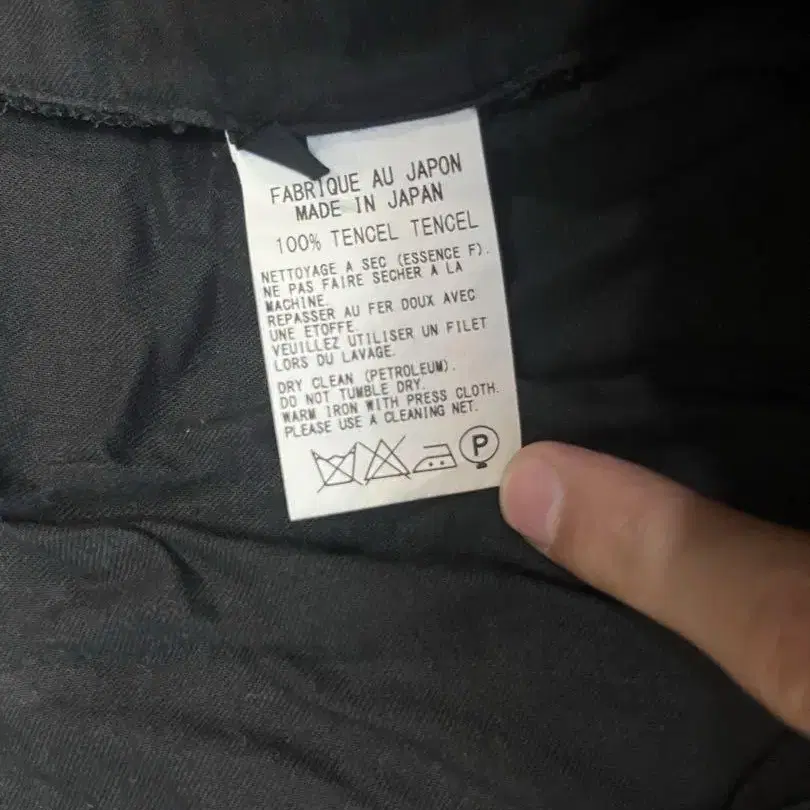 FABRIQUE AU JAPON
MADE IN JAPAN
100% TENCEL TENCEL
NETTOYAGE A SEC (ESSENCE F).
NE PAS FAIRE SECHER A LA
MACHINE.
REPASSER AU FER DOUX AVEC
UNE ETOFFE.
VEUILLEZ UTILISER UN FILET
LORS DU LAVAGE.
DRY CLEAN (PETROLEUM).
DO NOT TUMBLE DRY.
WARM IRON WITH PRESS CLOTH.
PLEASE USE A CLEANING NET.
P